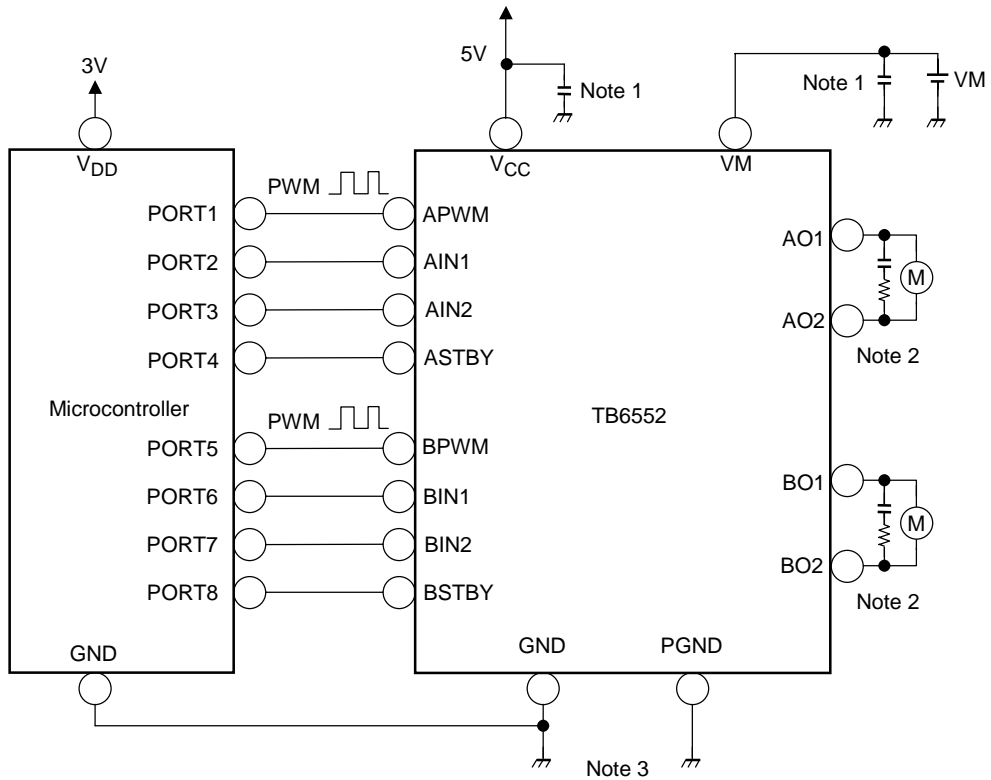 5V
3V
Note 1
Note 1
VM
VDD
VCC
VM
PWM
PORT1
APWM
PORT2
AIN1
AO1
M
PORT3
AIN2
AO2
PORT4
ASTBY
Note 2
Microcontroller
PWM
TB6552
PORT5
BPWM
PORT6
BIN1
BO1
M
PORT7
BIN2
BO2
PORT8
BSTBY
Note 2
GND
GND
PGND
Note 3